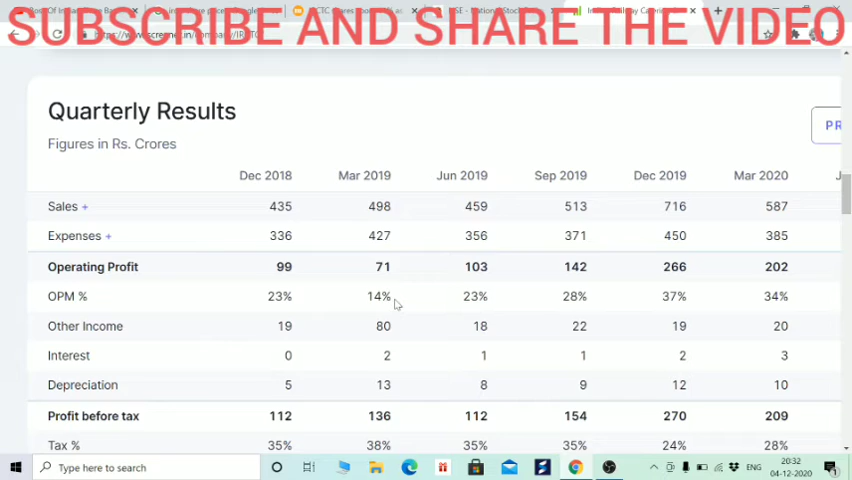 SUBSCRIBE AND SHARE THE VIDEO
Quarterly Results
Figures in Rs. Crores
PR
Dec 2018 Mar 2019 Jun 2019 Sep 2019 Dec 2019 Mar 2020
Sales + 435 498 459 513 716 587
Expenses + 336 427 356 371 450 385
Operating Profit 99 71 103 142 266 202
OPM % 23% 14% 23% 28% 37% 34%
Other Income 19 80 18 22 19 20
Interest 0 2 1 1 2 3
Depreciation 5 13 8 9 12 10
Profit before tax 112 136 112 154 270 209
Tax % 35% 38% 35% 35% 24% 28%
Type here to search
ENG
20:32
04-12-2020